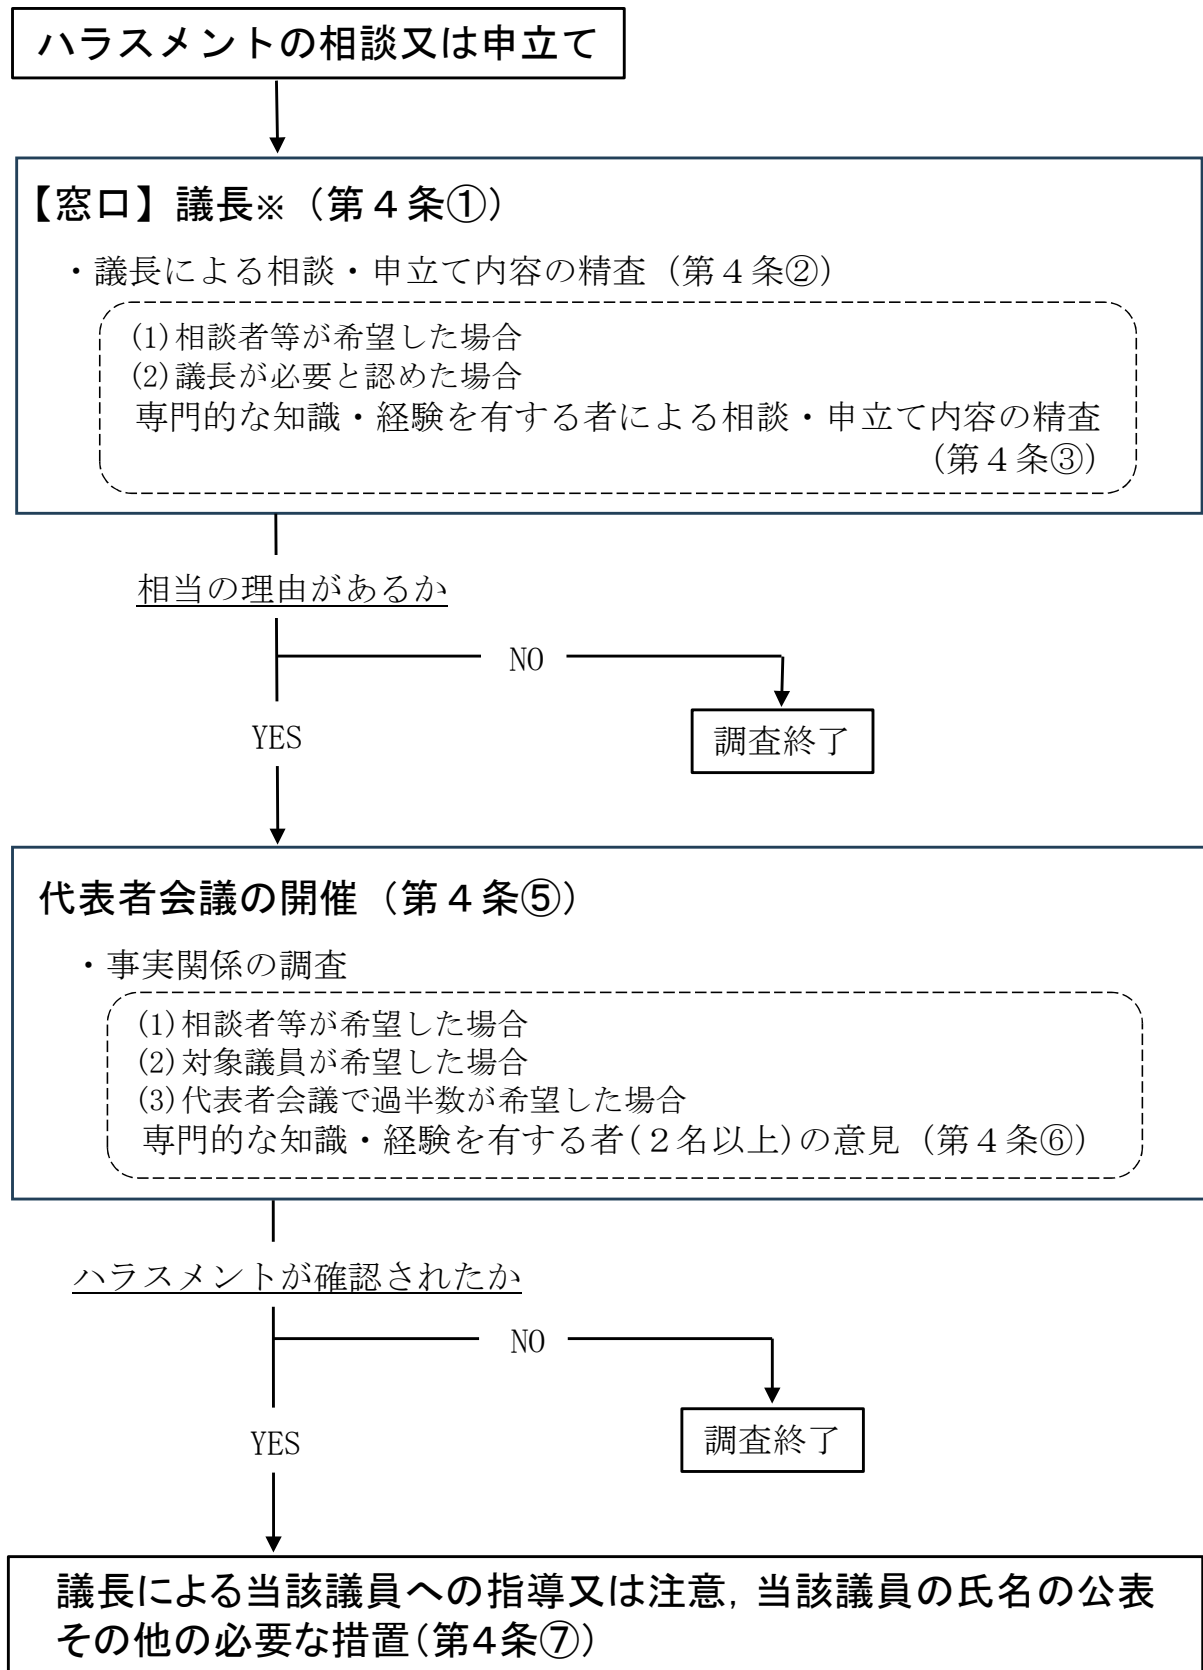 ハラスメントの相談又は申立て
【窓口】議長※（第４条①）
・議長による相談・申立て内容の精査（第４条②）
(1)相談者等が希望した場合
(2)議長が必要と認めた場合
専門的な知識・経験を有する者による相談・申立て内容の精査
（第４条③）
相当の理由があるか
NO
YES
調査終了
代表者会議の開催（第４条⑤）
・事実関係の調査
(1)相談者等が希望した場合
(2)対象議員が希望した場合
(3)代表者会議で過半数が希望した場合
専門的な知識・経験を有する者(２名以上)の意見（第４条⑥）
ハラスメントが確認されたか
NO
YES
調査終了
議長による当該議員への指導又は注意，当該議員の氏名の公表
その他の必要な措置（第4条⑦）